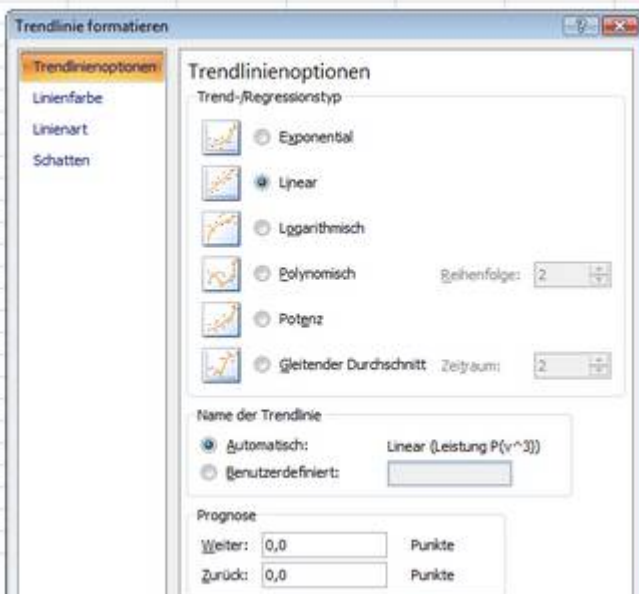 Trendlinie formatieren
Trendlinienoptionen
Linienfarbe
Linienart
Schatten
Trendlinienoptionen
Trend-/Regressionstyp
Exponential
Linear
Logarithmisch
Polynomisch Reihenfolge: 2
Potenz
Gleitender Durchschnitt Zeitraum: 2
Name der Trendlinie
Automatisch: Linear (Leistung P(v^3))
Benutzerdefiniert:
Prognose
Weiter: 0,0 Punkte
Zurück: 0,0 Punkte